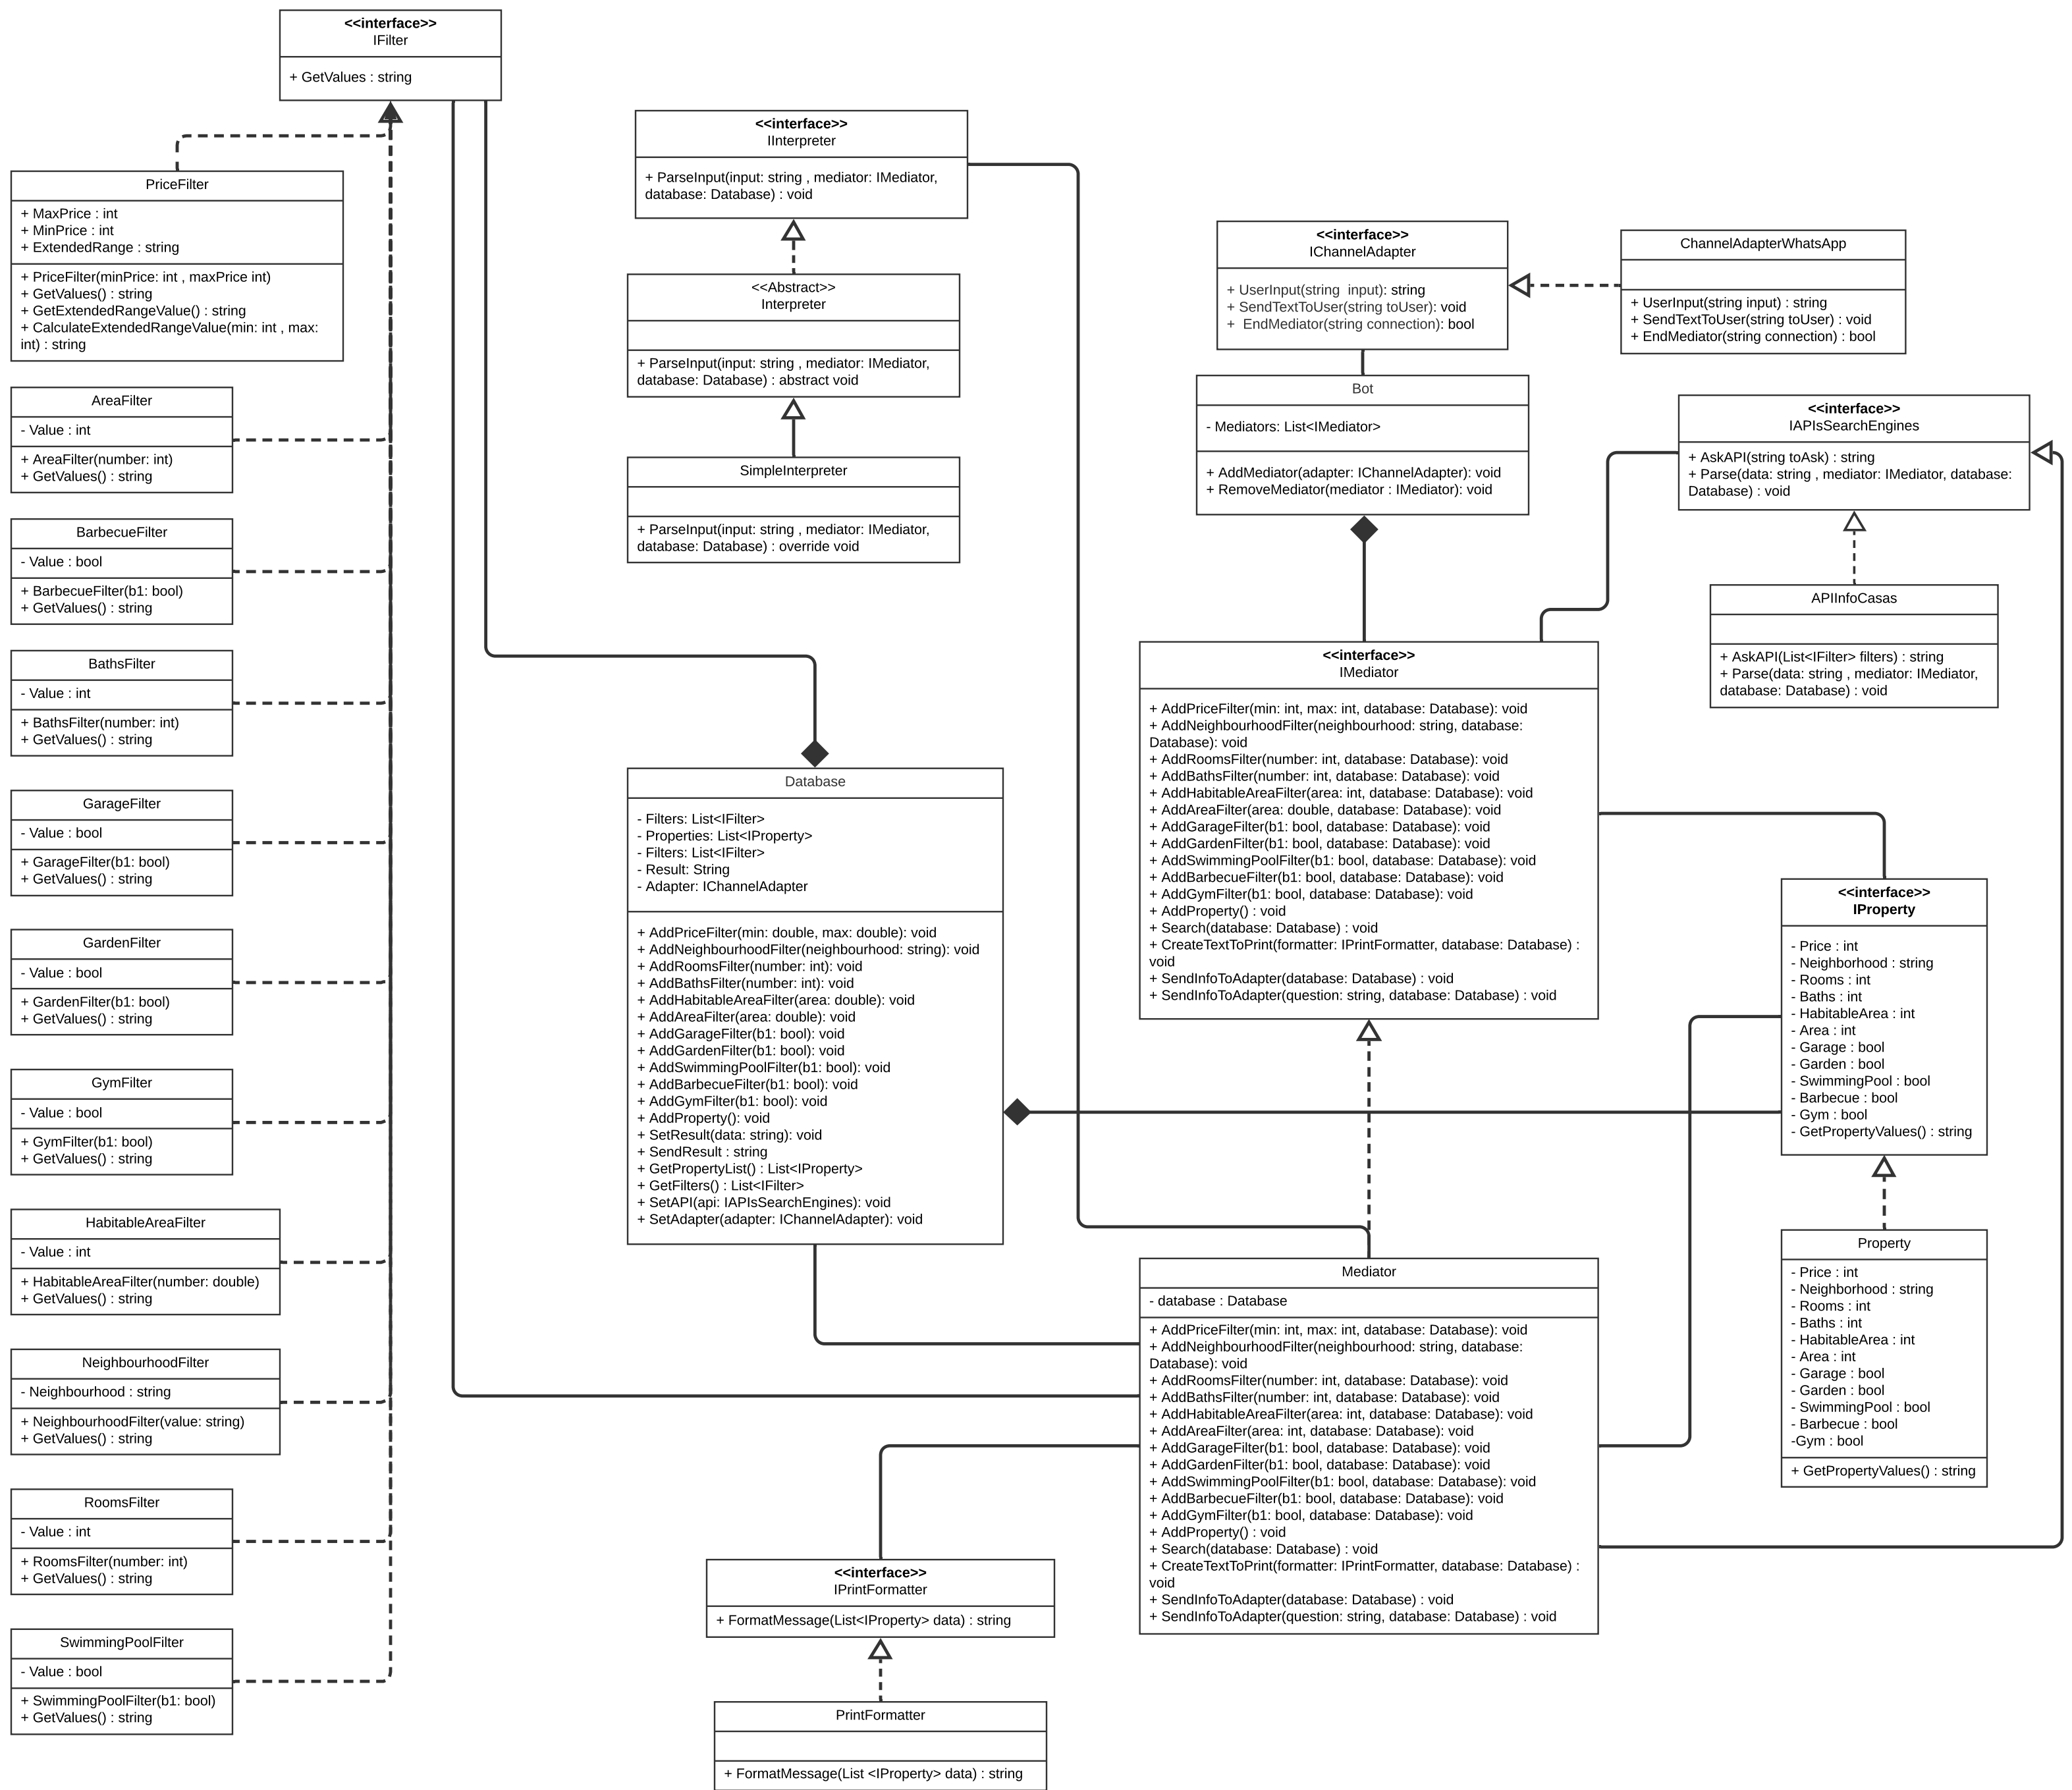 <<interface>>
IFilter
+ GetValues : string
PriceFilter
+ MaxPrice : int
+ MinPrice : int
+ ExtendedRange : string
+ PriceFilter(minPrice: int , maxPrice int)
+ GetValues() : string
+ GetExtendedRangeValue() : string
+ CalculateExtendedRangeValue(min: int , max:
int) : string
AreaFilter
- Value : int
+ AreaFilter(number: int)
+ GetValues() : string
BarbecueFilter
- Value : bool
+ BarbecueFilter(b1: bool)
+ GetValues() : string
BathsFilter
- Value : int
+ BathsFilter(number: int)
+ GetValues() : string
GarageFilter
- Value : bool
+ GarageFilter(b1: bool)
+ GetValues() : string
GardenFilter
- Value : bool
+ GardenFilter(b1: bool)
+ GetValues() : string
GymFilter
- Value : bool
+ GymFilter(b1: bool)
+ GetValues() : string
HabitableAreaFilter
- Value : int
+ HabitableAreaFilter(number: double)
+ GetValues() : string
NeighbourhoodFilter
- Neighbourhood : string
+ NeighbourhoodFilter(value: string)
+ GetValues() : string
RoomsFilter
- Value : int
+ RoomsFilter(number: int)
+ GetValues() : string
SwimmingPoolFilter
- Value : bool
+ SwimmingPoolFilter(b1: bool)
+ GetValues() : string
<<interface>>
IInterpreter
+ ParseInput(input: string , mediator: IMediator,
database: Database) : void
<<Abstract>>
Interpreter
+ ParseInput(input: string , mediator: IMediator,
database: Database) : abstract void
SimpleInterpreter
+ ParseInput(input: string , mediator: IMediator,
database: Database) : override void
Database
- Filters: List<IFilter>
- Properties: List<IProperty>
- Filters: List<IFilter>
- Result: String
- Adapter: IChannelAdapter
+ AddPriceFilter(min: double, max: double): void
+ AddNeighbourhoodFilter(neighbourhood: string): void
+ AddRoomsFilter(number: int): void
+ AddBathsFilter(number: int): void
+ AddHabitableAreaFilter(area: double): void
+ AddAreaFilter(area: double): void
+ AddGarageFilter(b1: bool): void
+ AddGardenFilter(b1: bool): void
+ AddSwimmingPoolFilter(b1: bool): void
+ AddBarbecueFilter(b1: bool): void
+ AddGymFilter(b1: bool): void
+ AddProperty(): void
+ SetResult(data: string): void
+ SendResult : string
+ GetPropertyList() : List<IProperty>
+ GetFilters() : List<IFilter>
+ SetAPI(api: IAPIsSearchEngines): void
+ SetAdapter(adapter: IChannelAdapter): void
<<interface>>
IPrintFormatter
+ FormatMessage(List<IProperty> data) : string
PrintFormatter
+ FormatMessage(List <IProperty> data) : string
<<interface>>
IChannelAdapter
+ UserInput(string  input): string
+ SendTextToUser(string toUser): void
+  EndMediator(string connection): bool
ChannelAdapterWhatsApp
+ UserInput(string input) : string
+ SendTextToUser(string toUser) : void
+ EndMediator(string connection) : bool
Bot
- Mediators: List<IMediator>
+ AddMediator(adapter: IChannelAdapter): void
+ RemoveMediator(mediator : IMediator): void
<<interface>>
IAPIsSearchEngines
+ AskAPI(string toAsk) : string
+ Parse(data: string , mediator: IMediator, database:
Database) : void
APIInfoCasas
+ AskAPI(List<IFilter> filters) : string
+ Parse(data: string , mediator: IMediator,
database: Database) : void
<<interface>>
IMediator
+ AddPriceFilter(min: int, max: int, database: Database): void
+ AddNeighbourhoodFilter(neighbourhood: string, database:
Database): void
+ AddRoomsFilter(number: int, database: Database): void
+ AddBathsFilter(number: int, database: Database): void
+ AddHabitableAreaFilter(area: int, database: Database): void
+ AddAreaFilter(area: double, database: Database): void
+ AddGarageFilter(b1: bool, database: Database): void
+ AddGardenFilter(b1: bool, database: Database): void
+ AddSwimmingPoolFilter(b1: bool, database: Database): void
+ AddBarbecueFilter(b1: bool, database: Database): void
+ AddGymFilter(b1: bool, database: Database): void
+ AddProperty() : void
+ Search(database: Database) : void
+ CreateTextToPrint(formatter: IPrintFormatter, database: Database) :
void
+ SendInfoToAdapter(database: Database) : void
+ SendInfoToAdapter(question: string, database: Database) : void
<<interface>>
IProperty
- Price : int
- Neighborhood : string
- Rooms : int
- Baths : int
- HabitableArea : int
- Area : int
- Garage : bool
- Garden : bool
- SwimmingPool : bool
- Barbecue : bool
- Gym : bool
- GetPropertyValues() : string
Property
- Price : int
- Neighborhood : string
- Rooms : int
- Baths : int
- HabitableArea : int
- Area : int
- Garage : bool
- Garden : bool
- SwimmingPool : bool
- Barbecue : bool
-Gym : bool
+ GetPropertyValues() : string
Mediator
- database : Database
+ AddPriceFilter(min: int, max: int, database: Database): void
+ AddNeighbourhoodFilter(neighbourhood: string, database:
Database): void
+ AddRoomsFilter(number: int, database: Database): void
+ AddBathsFilter(number: int, database: Database): void
+ AddHabitableAreaFilter(area: int, database: Database): void
+ AddAreaFilter(area: int, database: Database): void
+ AddGarageFilter(b1: bool, database: Database): void
+ AddGardenFilter(b1: bool, database: Database): void
+ AddSwimmingPoolFilter(b1: bool, database: Database): void
+ AddBarbecueFilter(b1: bool, database: Database): void
+ AddGymFilter(b1: bool, database: Database): void
+ AddProperty() : void
+ Search(database: Database) : void
+ CreateTextToPrint(formatter: IPrintFormatter, database: Database) :
void
+ SendInfoToAdapter(database: Database) : void
+ SendInfoToAdapter(question: string, database: Database) : void